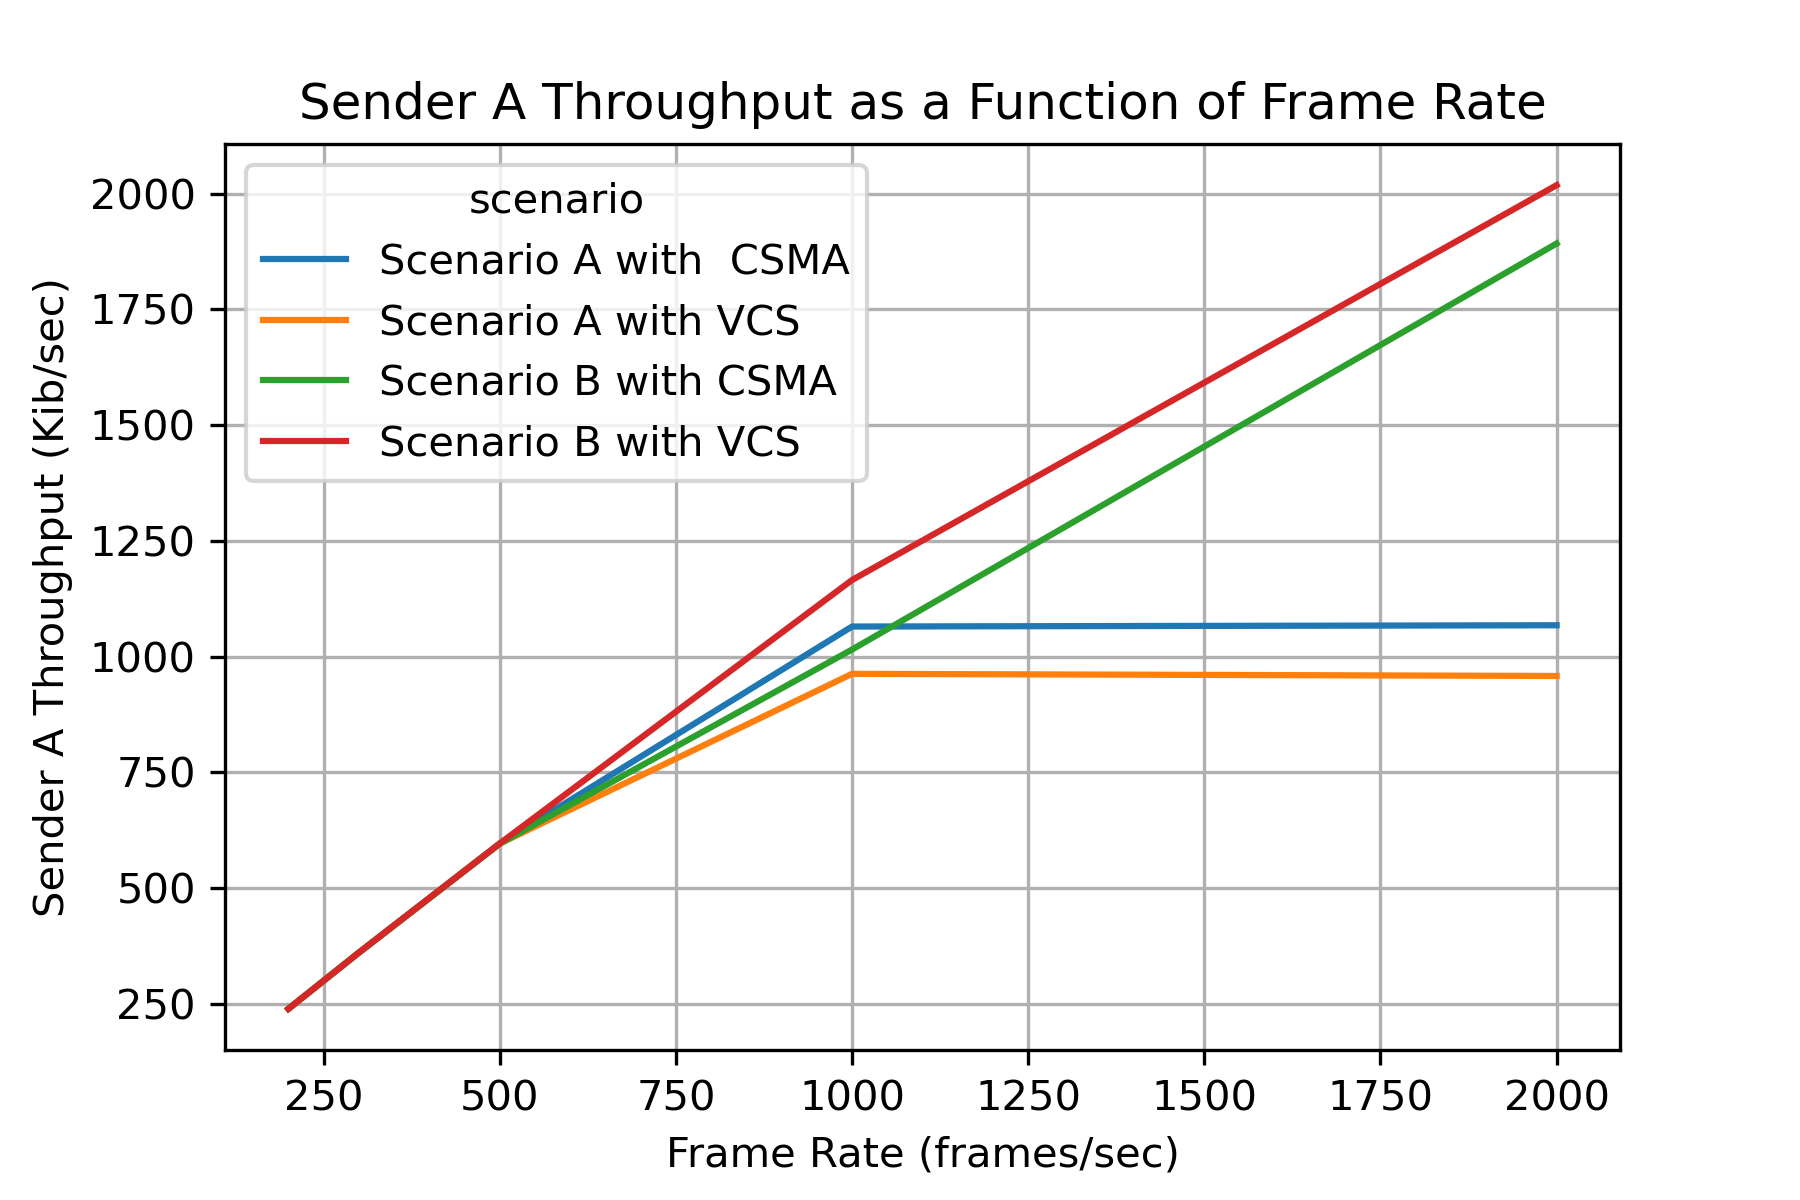 Sender A Throughput as a Function of Frame Rate
scenario
Scenario A with  CSMA
Scenario A with VCS
Scenario B with CSMA
Scenario B with VCS
Sender A Throughput (Kib/sec)
2000
1750
1500
1250
1000
750
500
250
250 500 750 1000 1250 1500 1750 2000
Frame Rate (frames/sec)